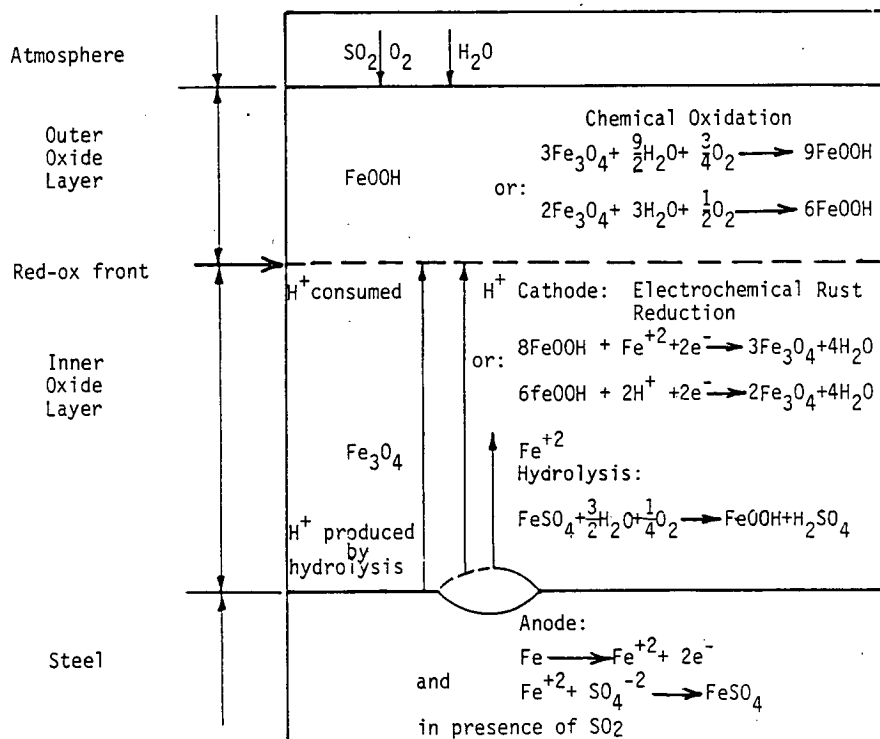 Atmosphere
SO₂ O₂ H₂O
Outer
Oxide
Layer
FeOOH
Chemical Oxidation
3Fe₃O₄+ 9/2H₂O+ 3/4O₂ ⟶ 9FeOOH
or:
2Fe₃O₄+ 3H₂O+ 1/2O₂ ⟶ 6FeOOH
Red-ox front
Inner
Oxide
Layer
H⁺consumed
H⁺ Cathode: Electrochemical Rust
Reduction
8FeOOH + Fe⁺²+2e⁻ ⟶ 3Fe₃O₄+4H₂O
or:
6feOOH + 2H⁺ +2e⁻ ⟶ 2Fe₃O₄+4H₂O
Fe₃O₄
Fe⁺²
Hydrolysis:
FeSO₄+3/2H₂O+1/4O₂ ⟶ FeOOH+H₂SO₄
H⁺ produced
by
hydrolysis
Steel
Anode:
Fe ⟶ Fe⁺²+ 2e⁻
and
Fe⁺²+ SO₄⁻² ⟶ FeSO₄
in presence of SO2